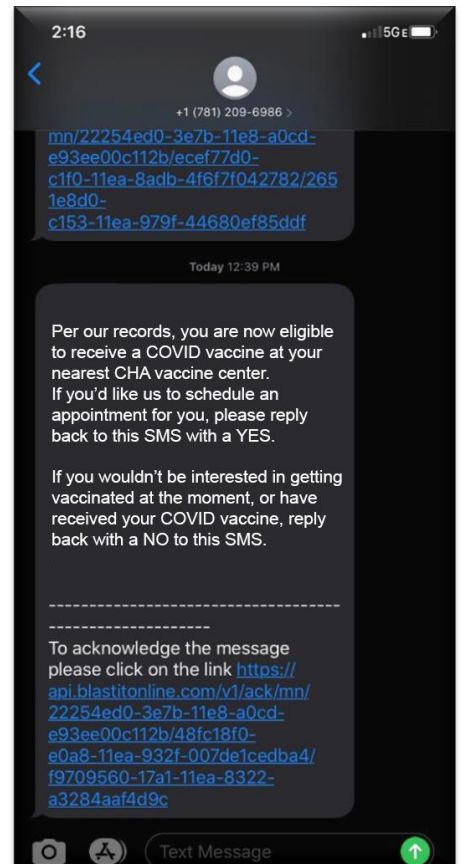 2:16
5GE
+1 (781) 209-6986 >
mn/22254ed0-3e7b-11e8-a0cd-
e93ee00c112b/ecef77d0-
c1f0-11ea-8adb-4f6f7f042782/265
1e8d0-
c153-11ea-979f-44680ef85ddf
Today 12:39 PM
Per our records, you are now eligible
to receive a COVID vaccine at your
nearest CHA vaccine center.
If you’d like us to schedule an
appointment for you, please reply
back to this SMS with a YES.
If you wouldn’t be interested in getting
vaccinated at the moment, or have
received your COVID vaccine, reply
back with a NO to this SMS.
------------------------------------
--------------------
To acknowledge the message
please click on the link https://
api.blastitonline.com/v1/ack/mn/
22254ed0-3e7b-11e8-a0cd-
e93ee00c112b/48fc18f0-
e0a8-11ea-932f-007de1cedba4/
f9709560-17a1-11ea-8322-
a3284aaf4d9c
Text Message